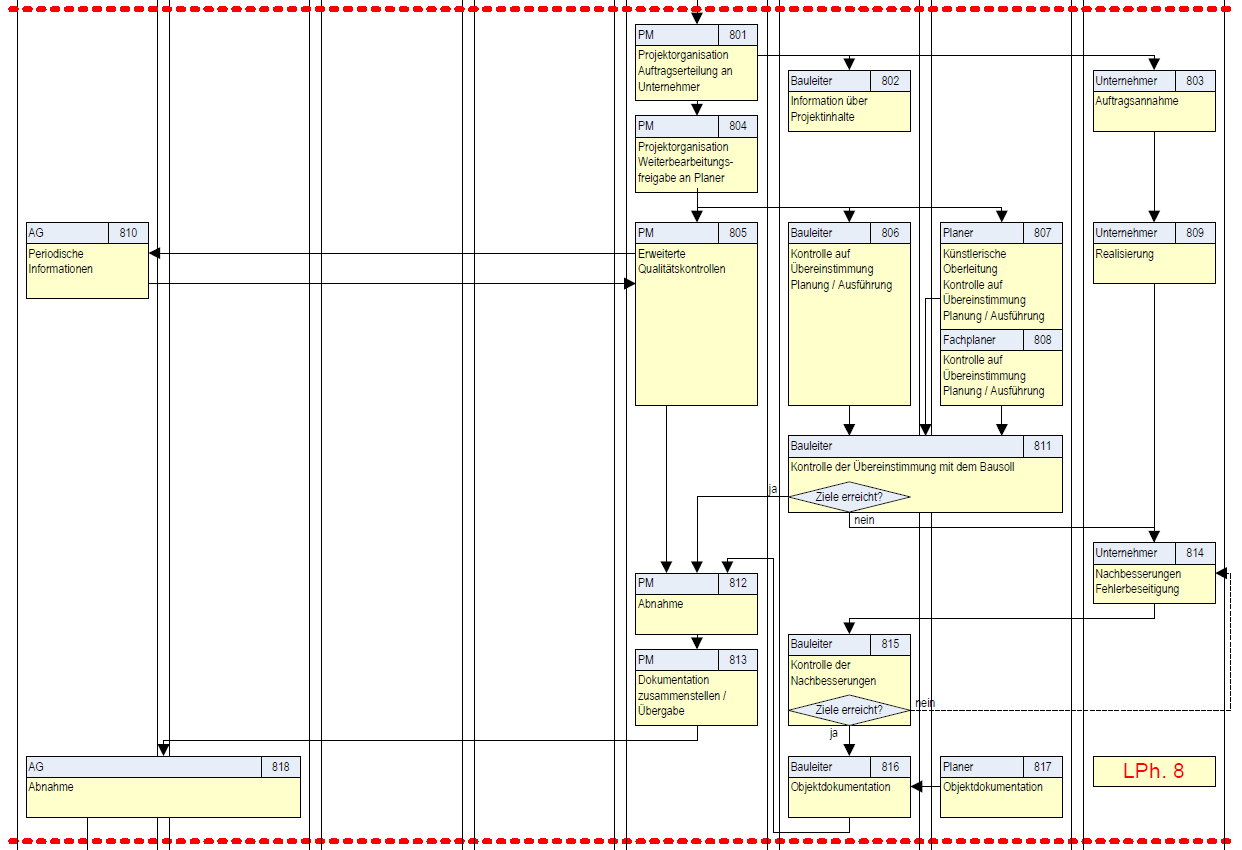 PM 801
Projektorganisation
Auftragserteilung an
Unternehmer
Bauleiter 802
Information über
Projektinhalte
Unternehmer 803
Auftragsannahme
PM 804
Projektorganisation
Weiterbearbeitungs-
freigabe an Planer
AG 810
Periodische
Informationen
PM 805
Erweiterte
Qualitätskontrollen
Bauleiter 806
Kontrolle auf
Übereinstimmung
Planung / Ausführung
Planer 807
Künstlerische
Oberleitung
Kontrolle auf
Übereinstimmung
Planung / Ausführung
Fachplaner 808
Kontrolle auf
Übereinstimmung
Planung / Ausführung
Unternehmer 809
Realisierung
Bauleiter 811
Kontrolle der Übereinstimmung mit dem Bausoll
Ziele erreicht?
ja
nein
PM 812
Abnahme
Unternehmer 814
Nachbesserungen
Fehlerbeseitigung
PM 813
Dokumentation
zusammenstellen /
Übergabe
Bauleiter 815
Kontrolle der
Nachbesserungen
Ziele erreicht?
nein
ja
AG 818
Abnahme
Bauleiter 816
Objektdokumentation
Planer 817
Objektdokumentation
LPh. 8